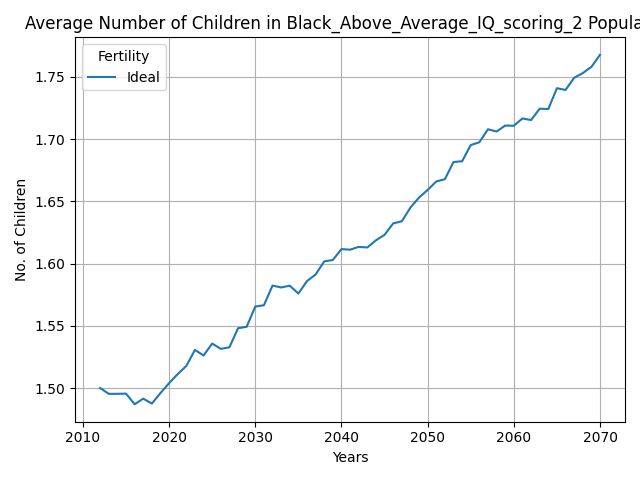 Average Number of Children in Black_Above_Average_IQ_scoring_2 Popula
Fertility
Ideal
No. of Children
1.75
1.70
1.65
1.60
1.55
1.50
2010 2020 2030 2040 2050 2060 2070
Years